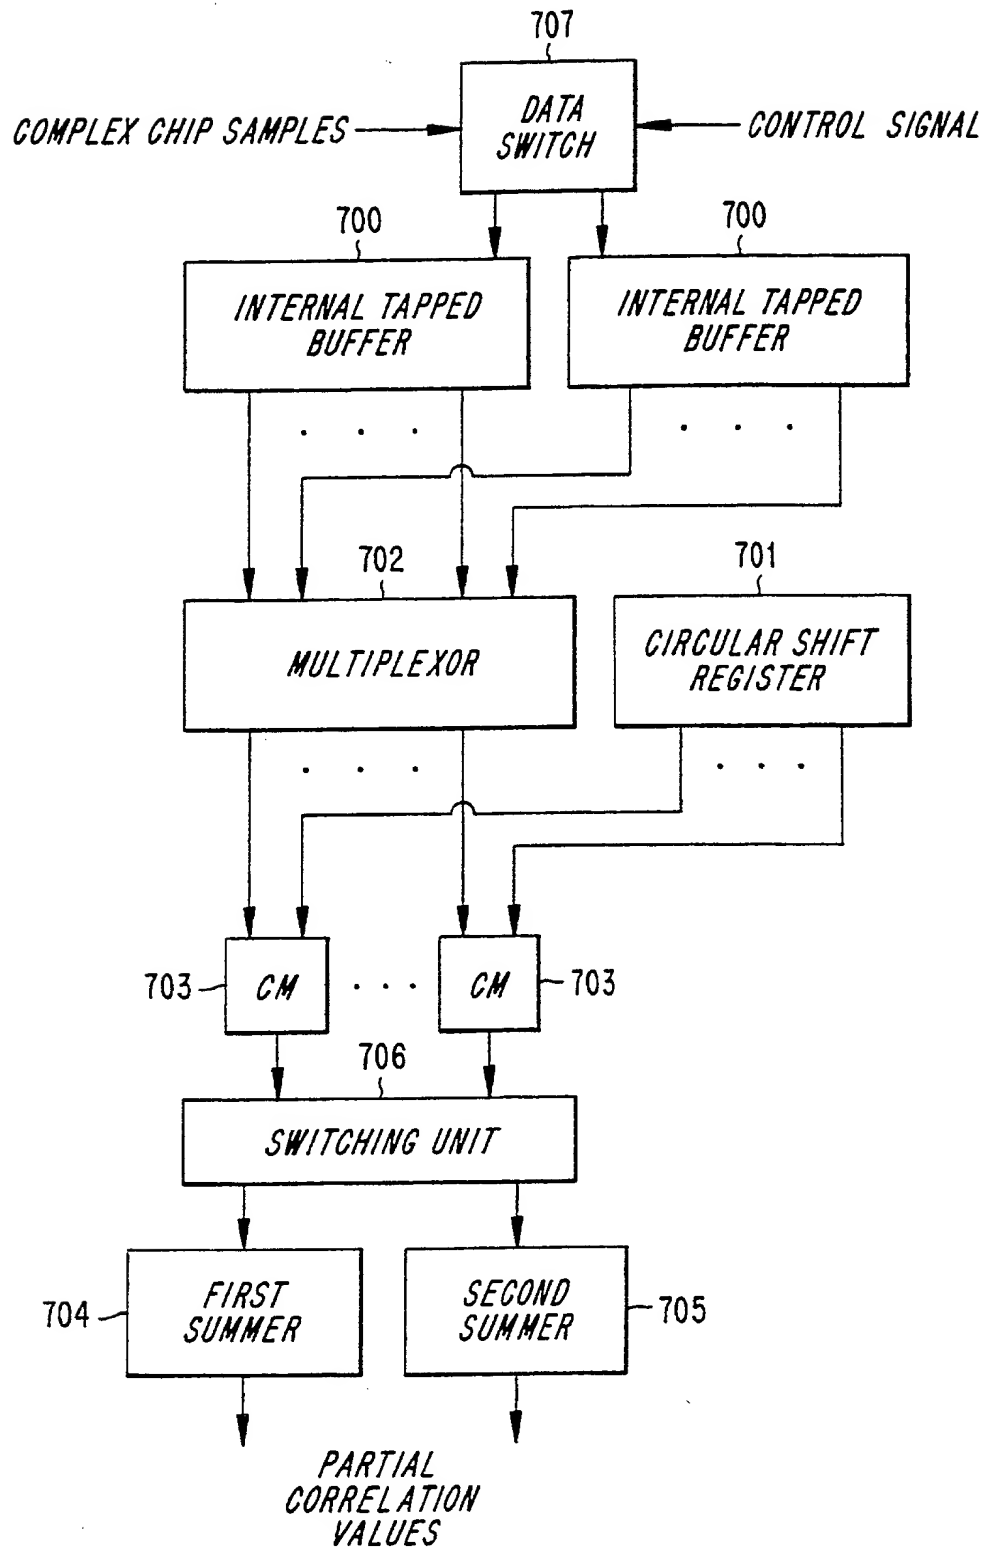 707
DATA
SWITCH
COMPLEX CHIP SAMPLES
CONTROL SIGNAL
700
700
INTERNAL TAPPED
BUFFER
INTERNAL TAPPED
BUFFER
702
701
MULTIPLEXOR
CIRCULAR SHIFT
REGISTER
703
CM
CM
703
706
SWITCHING UNIT
704
FIRST
SUMMER
SECOND
SUMMER
705
PARTIAL
CORRELATION
VALUES